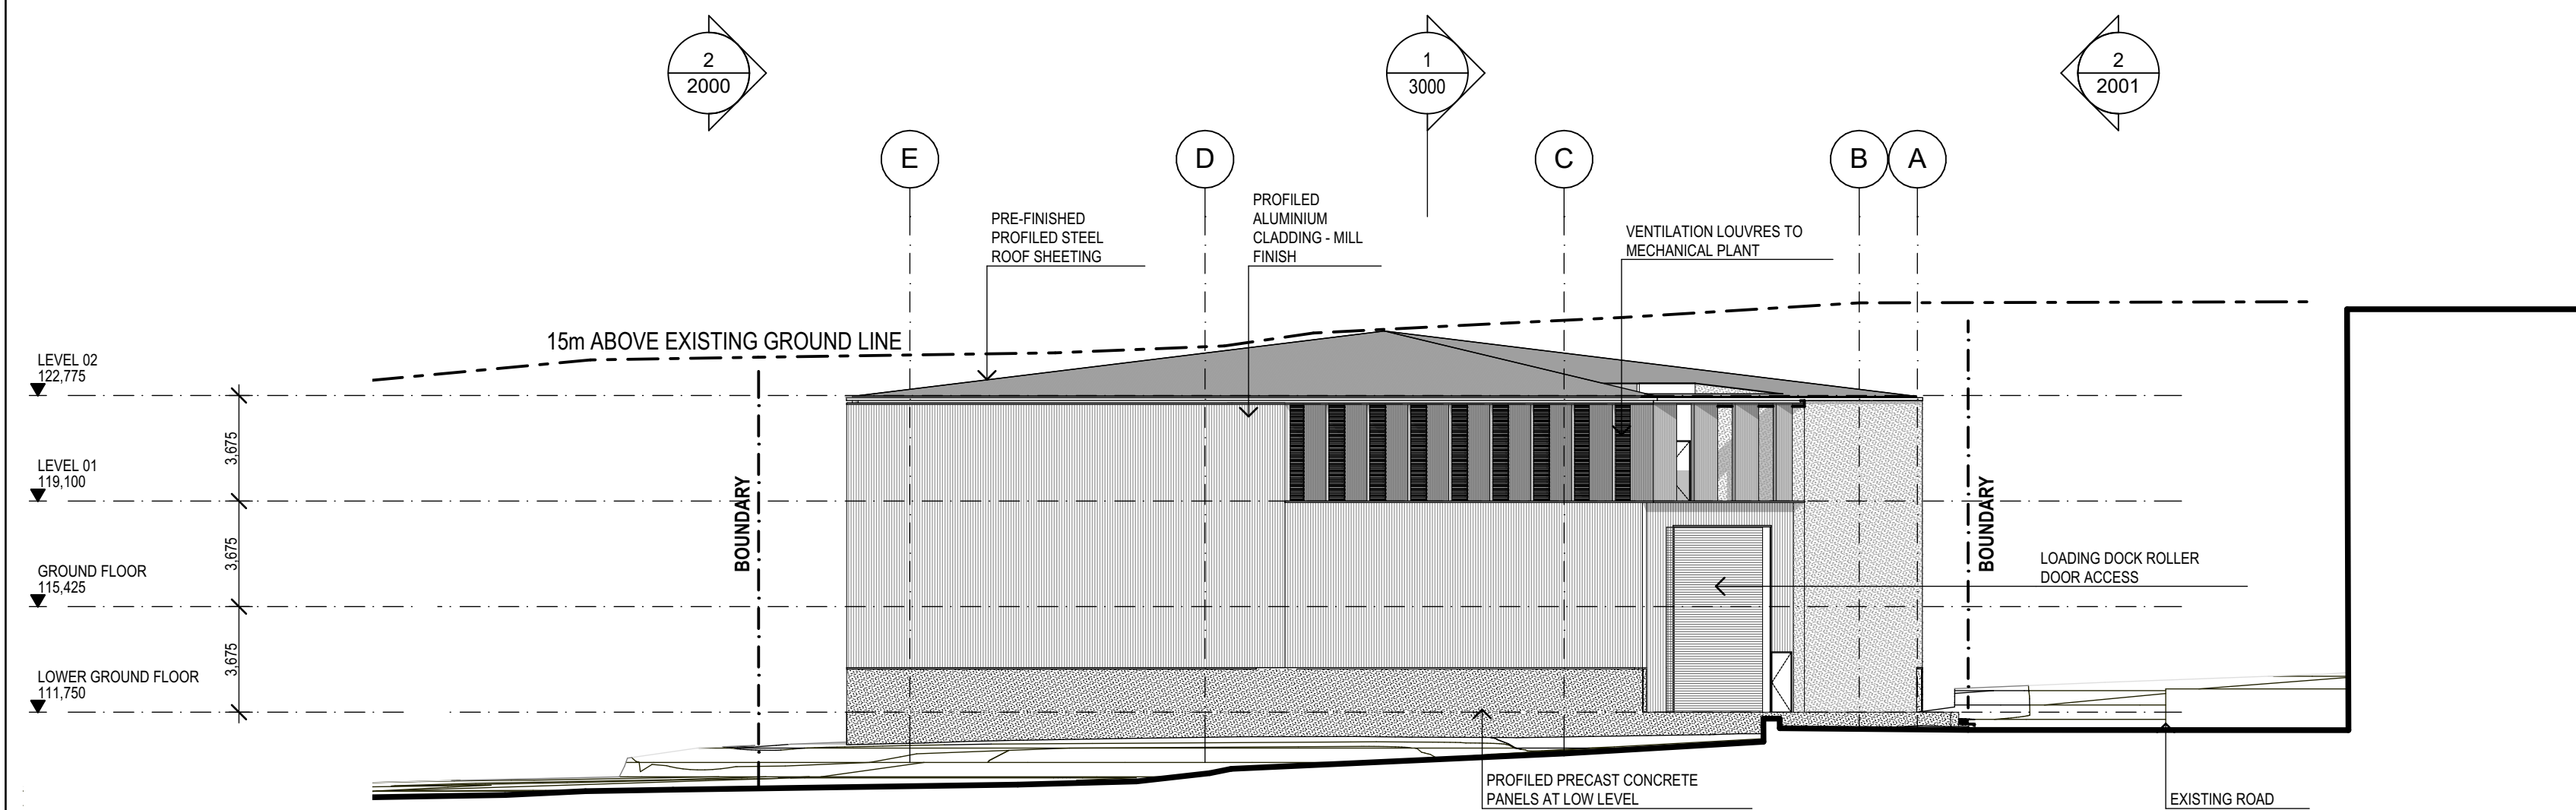 2
2000
1
3000
2
2001
E
D
C
B
A
PRE-FINISHED
PROFILED STEEL
ROOF SHEETING
PROFILED
ALUMINIUM
CLADDING - MILL
FINISH
VENTILATION LOUVRES TO
MECHANICAL PLANT
15m ABOVE EXISTING GROUND LINE
LEVEL 02
122,775
3,675
LEVEL 01
119,100
3,675
GROUND FLOOR
115,425
3,675
LOWER GROUND FLOOR
111,750
BOUNDARY
BOUNDARY
LOADING DOCK ROLLER
DOOR ACCESS
PROFILED PRECAST CONCRETE
PANELS AT LOW LEVEL
EXISTING ROAD